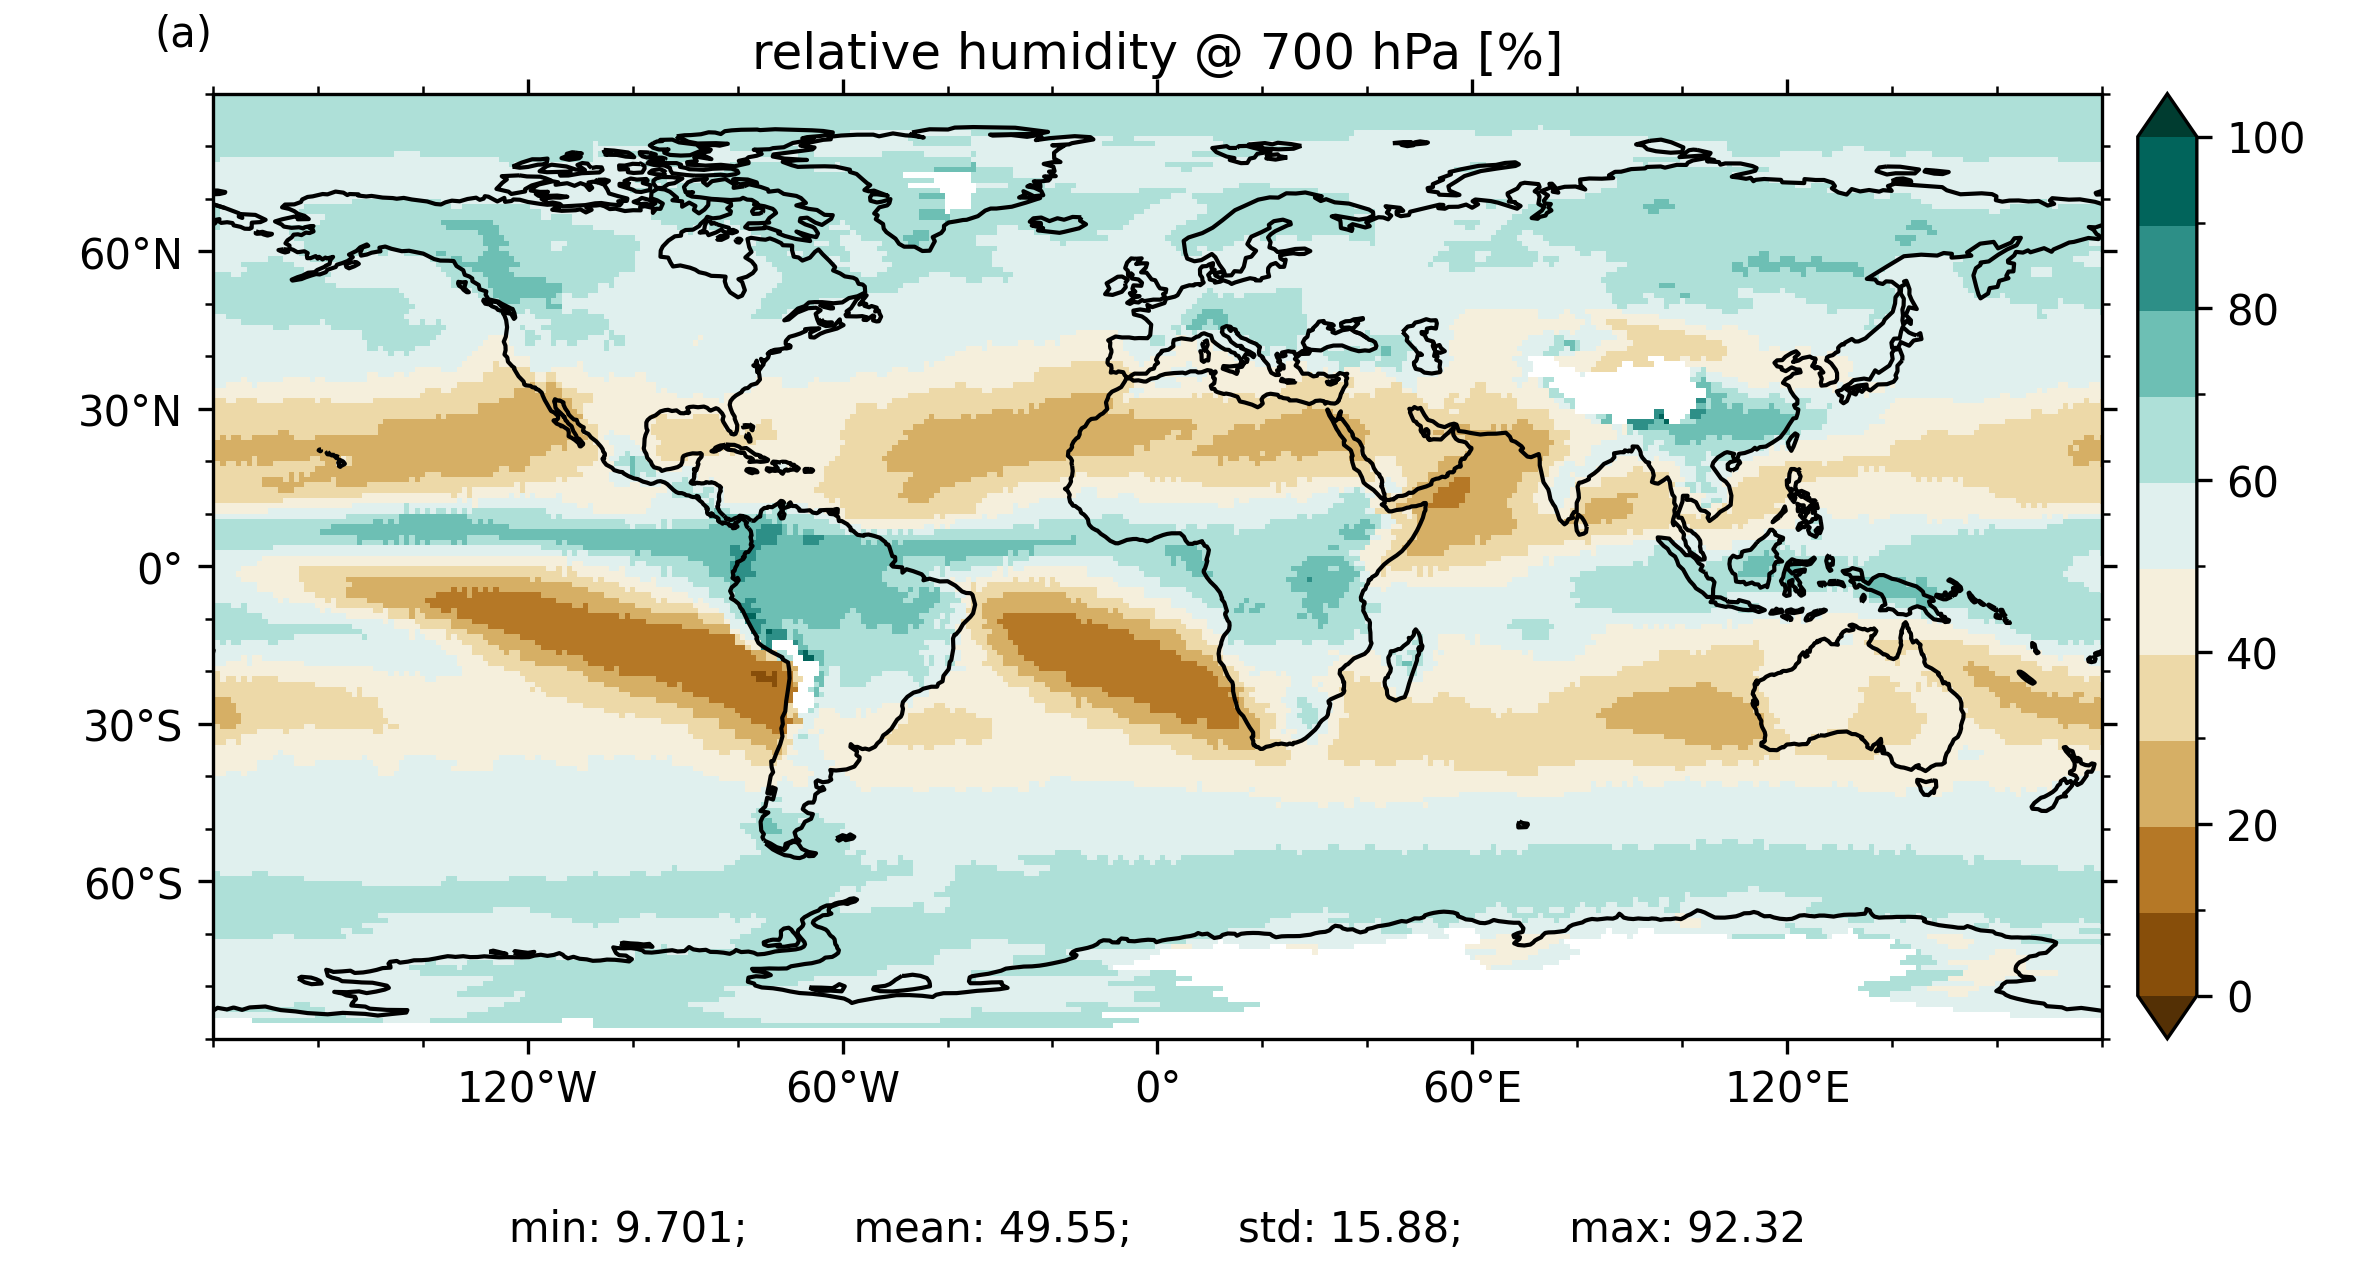 (a)
relative humidity @ 700 hPa [%]
60°N
30°N
0°
30°S
60°S
120°W 60°W 0° 60°E 120°E
100
80
60
40
20
0
min: 9.701; mean: 49.55; std: 15.88; max: 92.32